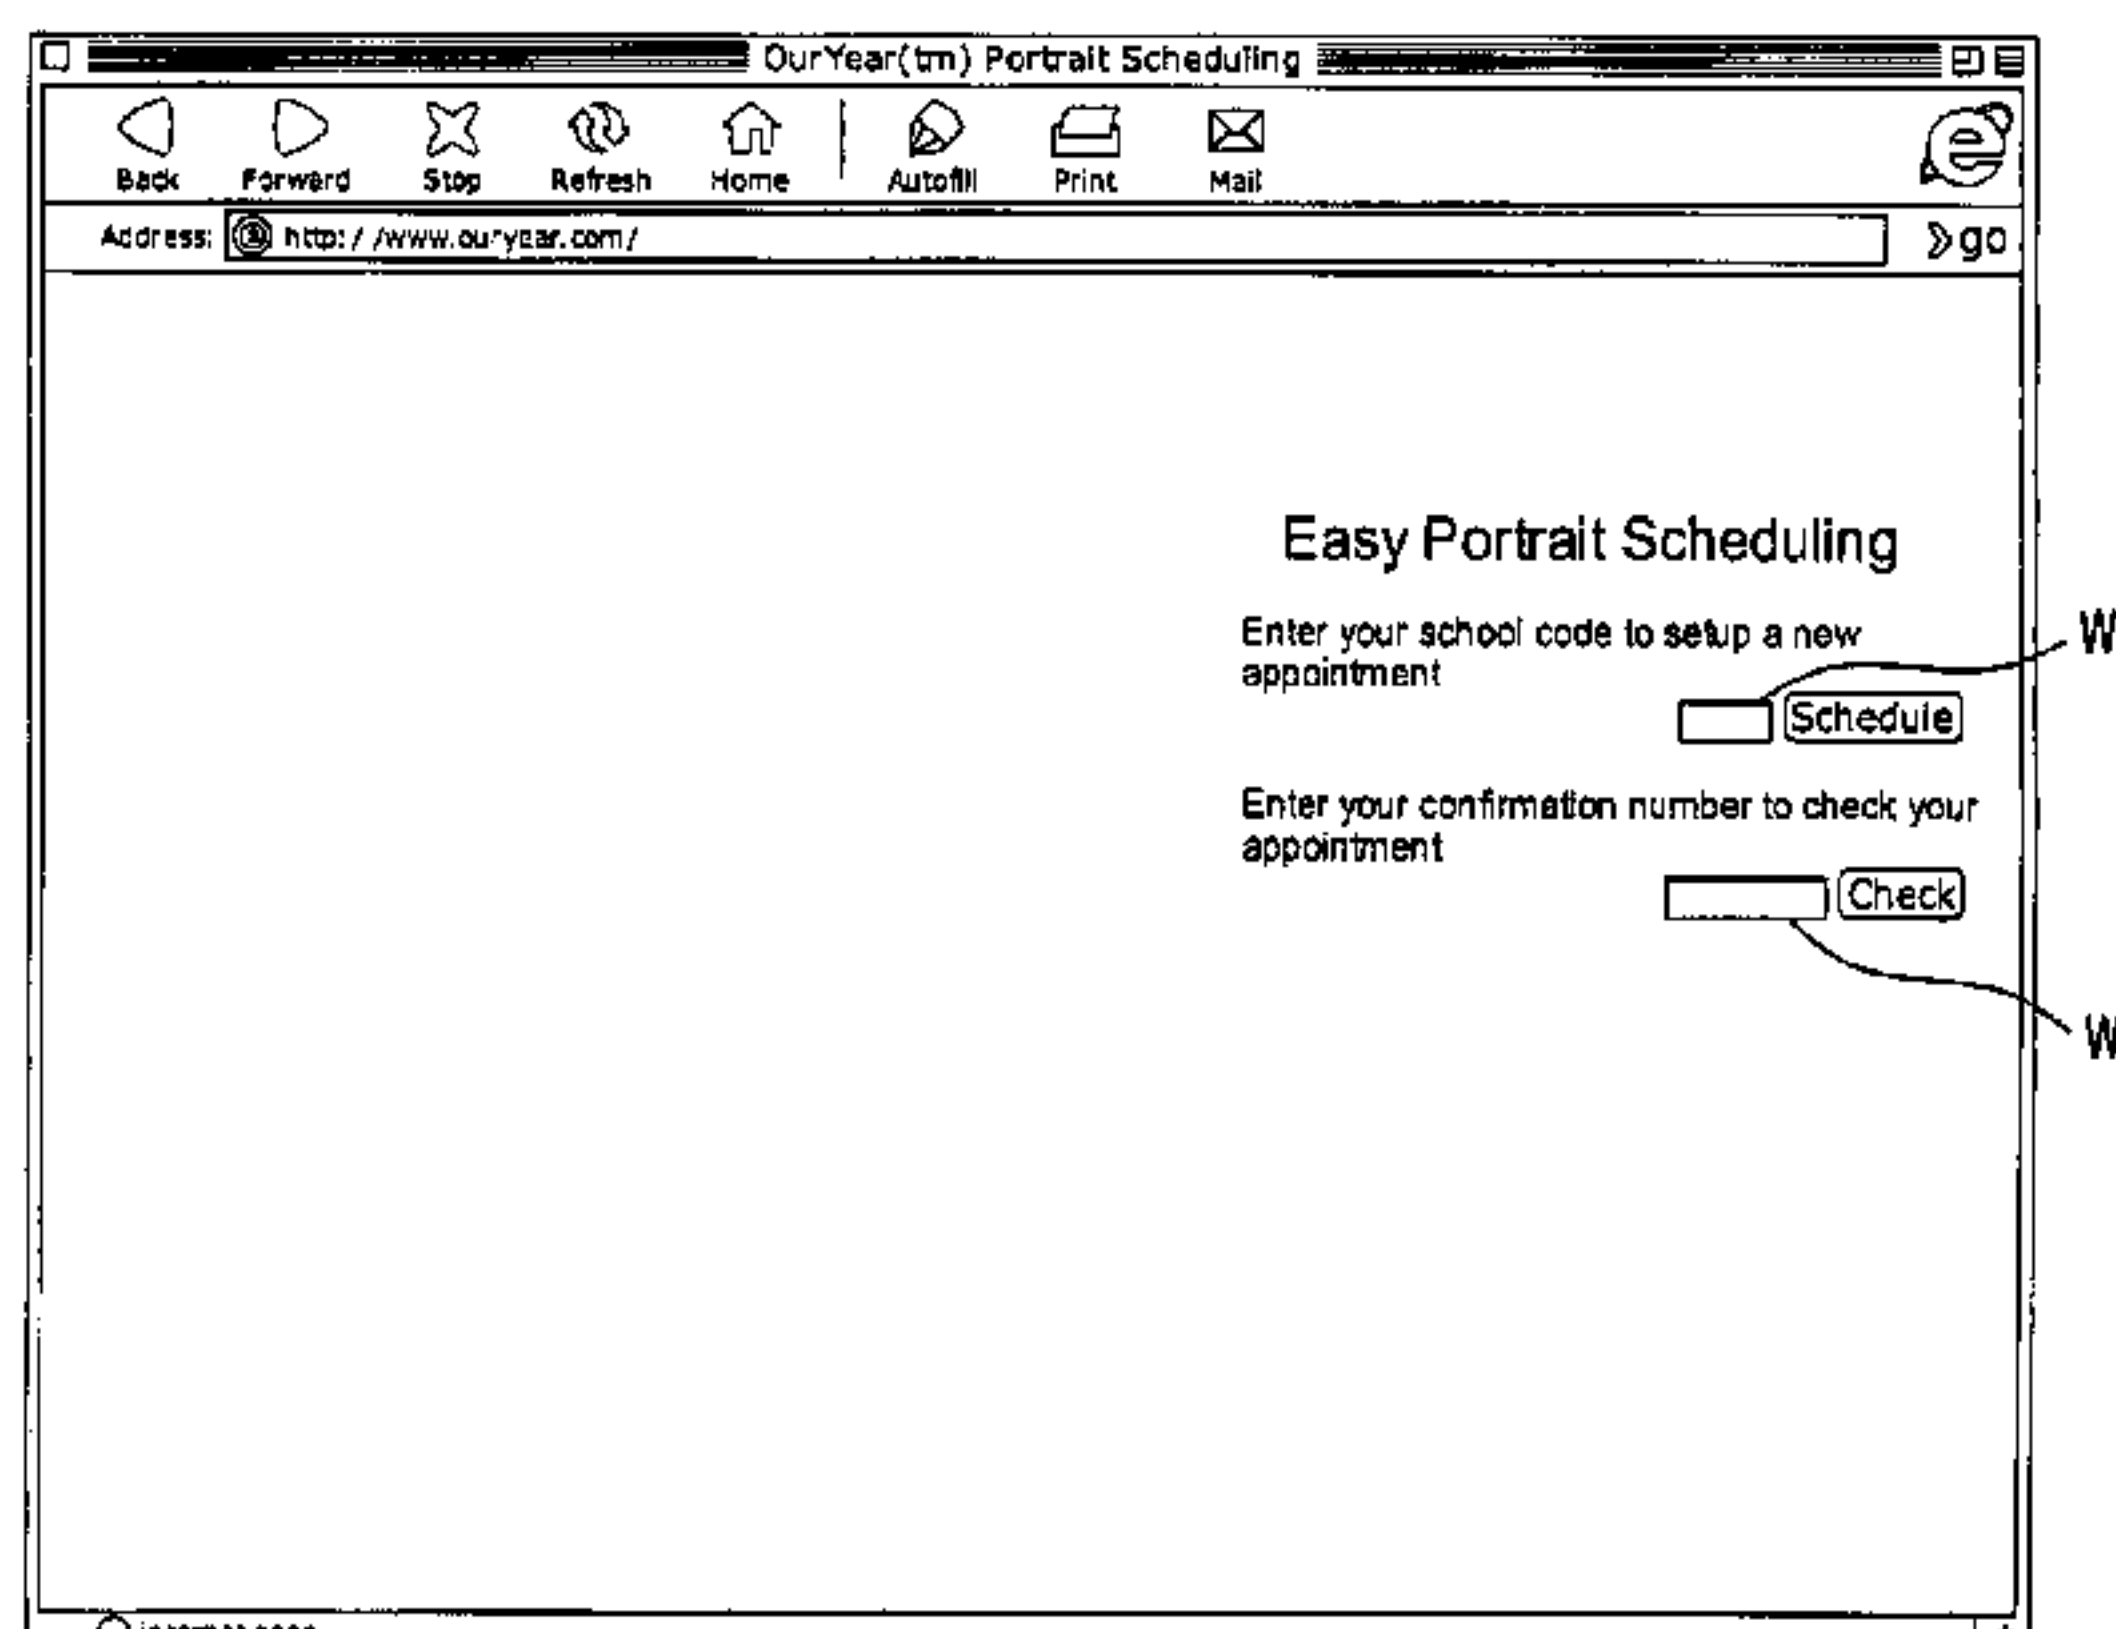 OurYear(tm) Portrait Scheduling
Back Forward Stop Refresh Home Autofill Print Mail
Address: http://www.ouryear.com/ go
Easy Portrait Scheduling
Enter your school code to setup a new
appointment
W
Schedule
Enter your confirmation number to check your
appointment
Check
W